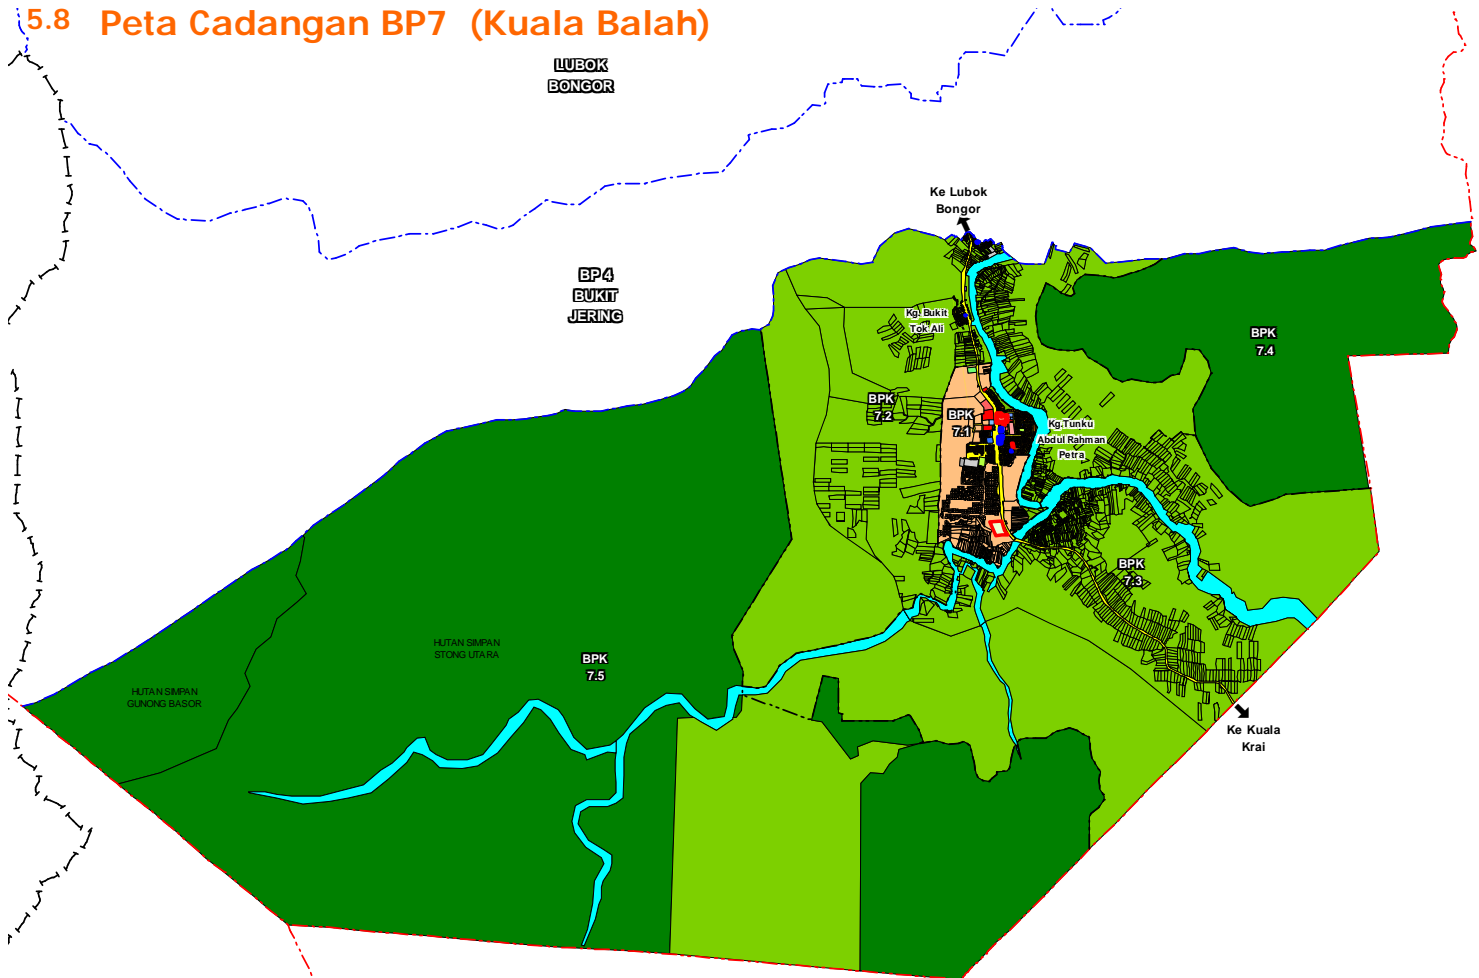 5.8 Peta Cadangan BP7 (Kuala Balah)
LUBOK
BONGOR
Ke Lubok
Bongor
BP 4
BUKIT
JERING
Kg. Bukit
Tok Ali
BPK
7.4
BPK
7.2
BPK
7.1
Kg.Tunku
Abdul Rahman
Petra
BPK
7.3
HUTAN SIMPAN
STONG UTARA
BPK
7.5
HUTAN SIMPAN
GUNONG BASOR
Ke Kuala
Krai